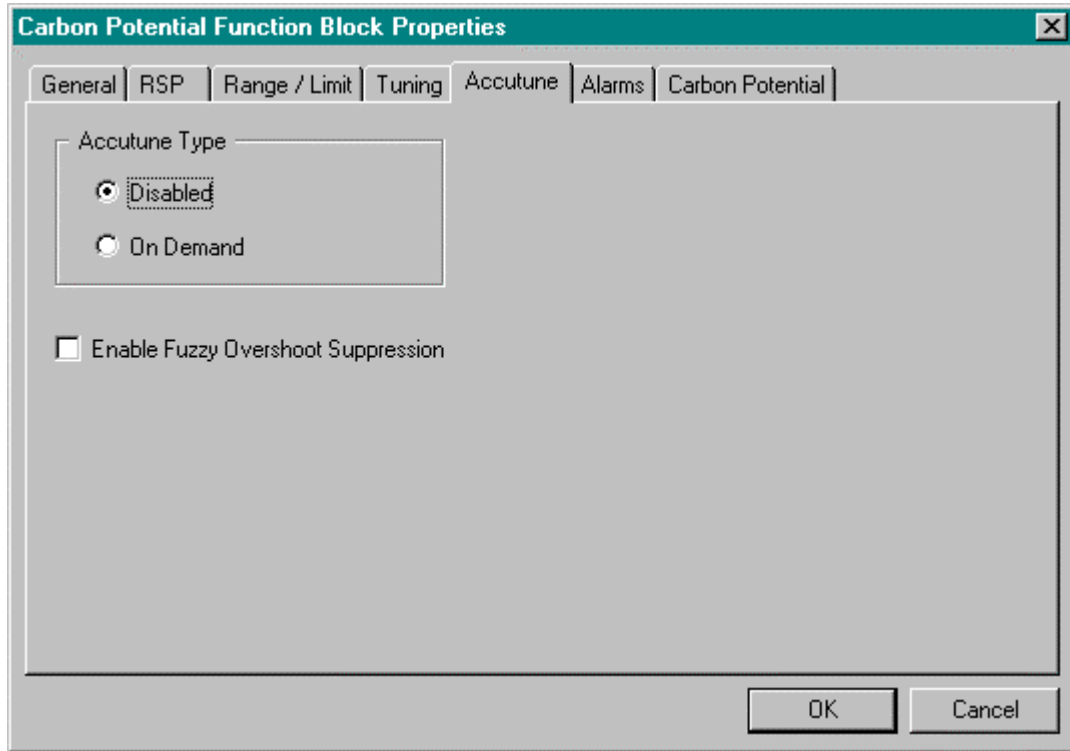 Carbon Potential Function Block Properties
General RSP Range / Limit Tuning Accutune Alarms Carbon Potential
Accutune Type
Disabled
On Demand
Enable Fuzzy Overshoot Suppression
OK Cancel